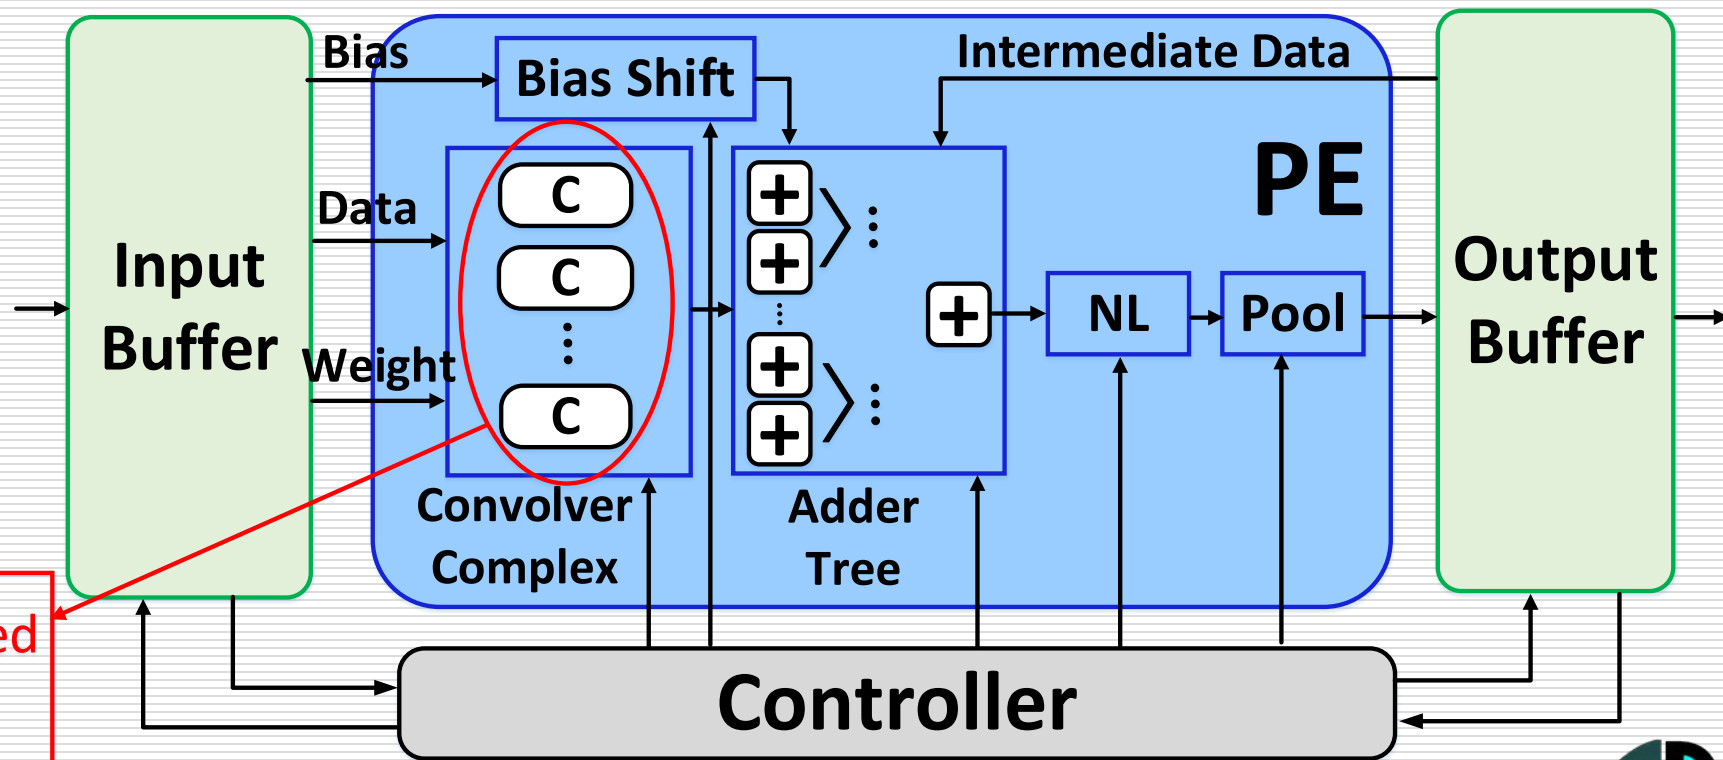 Bias
Bias Shift
Intermediate Data
PE
Data
Weight
Input
Buffer
C
C
C
+
+
+
+
+
NL
Pool
Output
Buffer
Convolver
Complex
Adder
Tree
ed
Controller